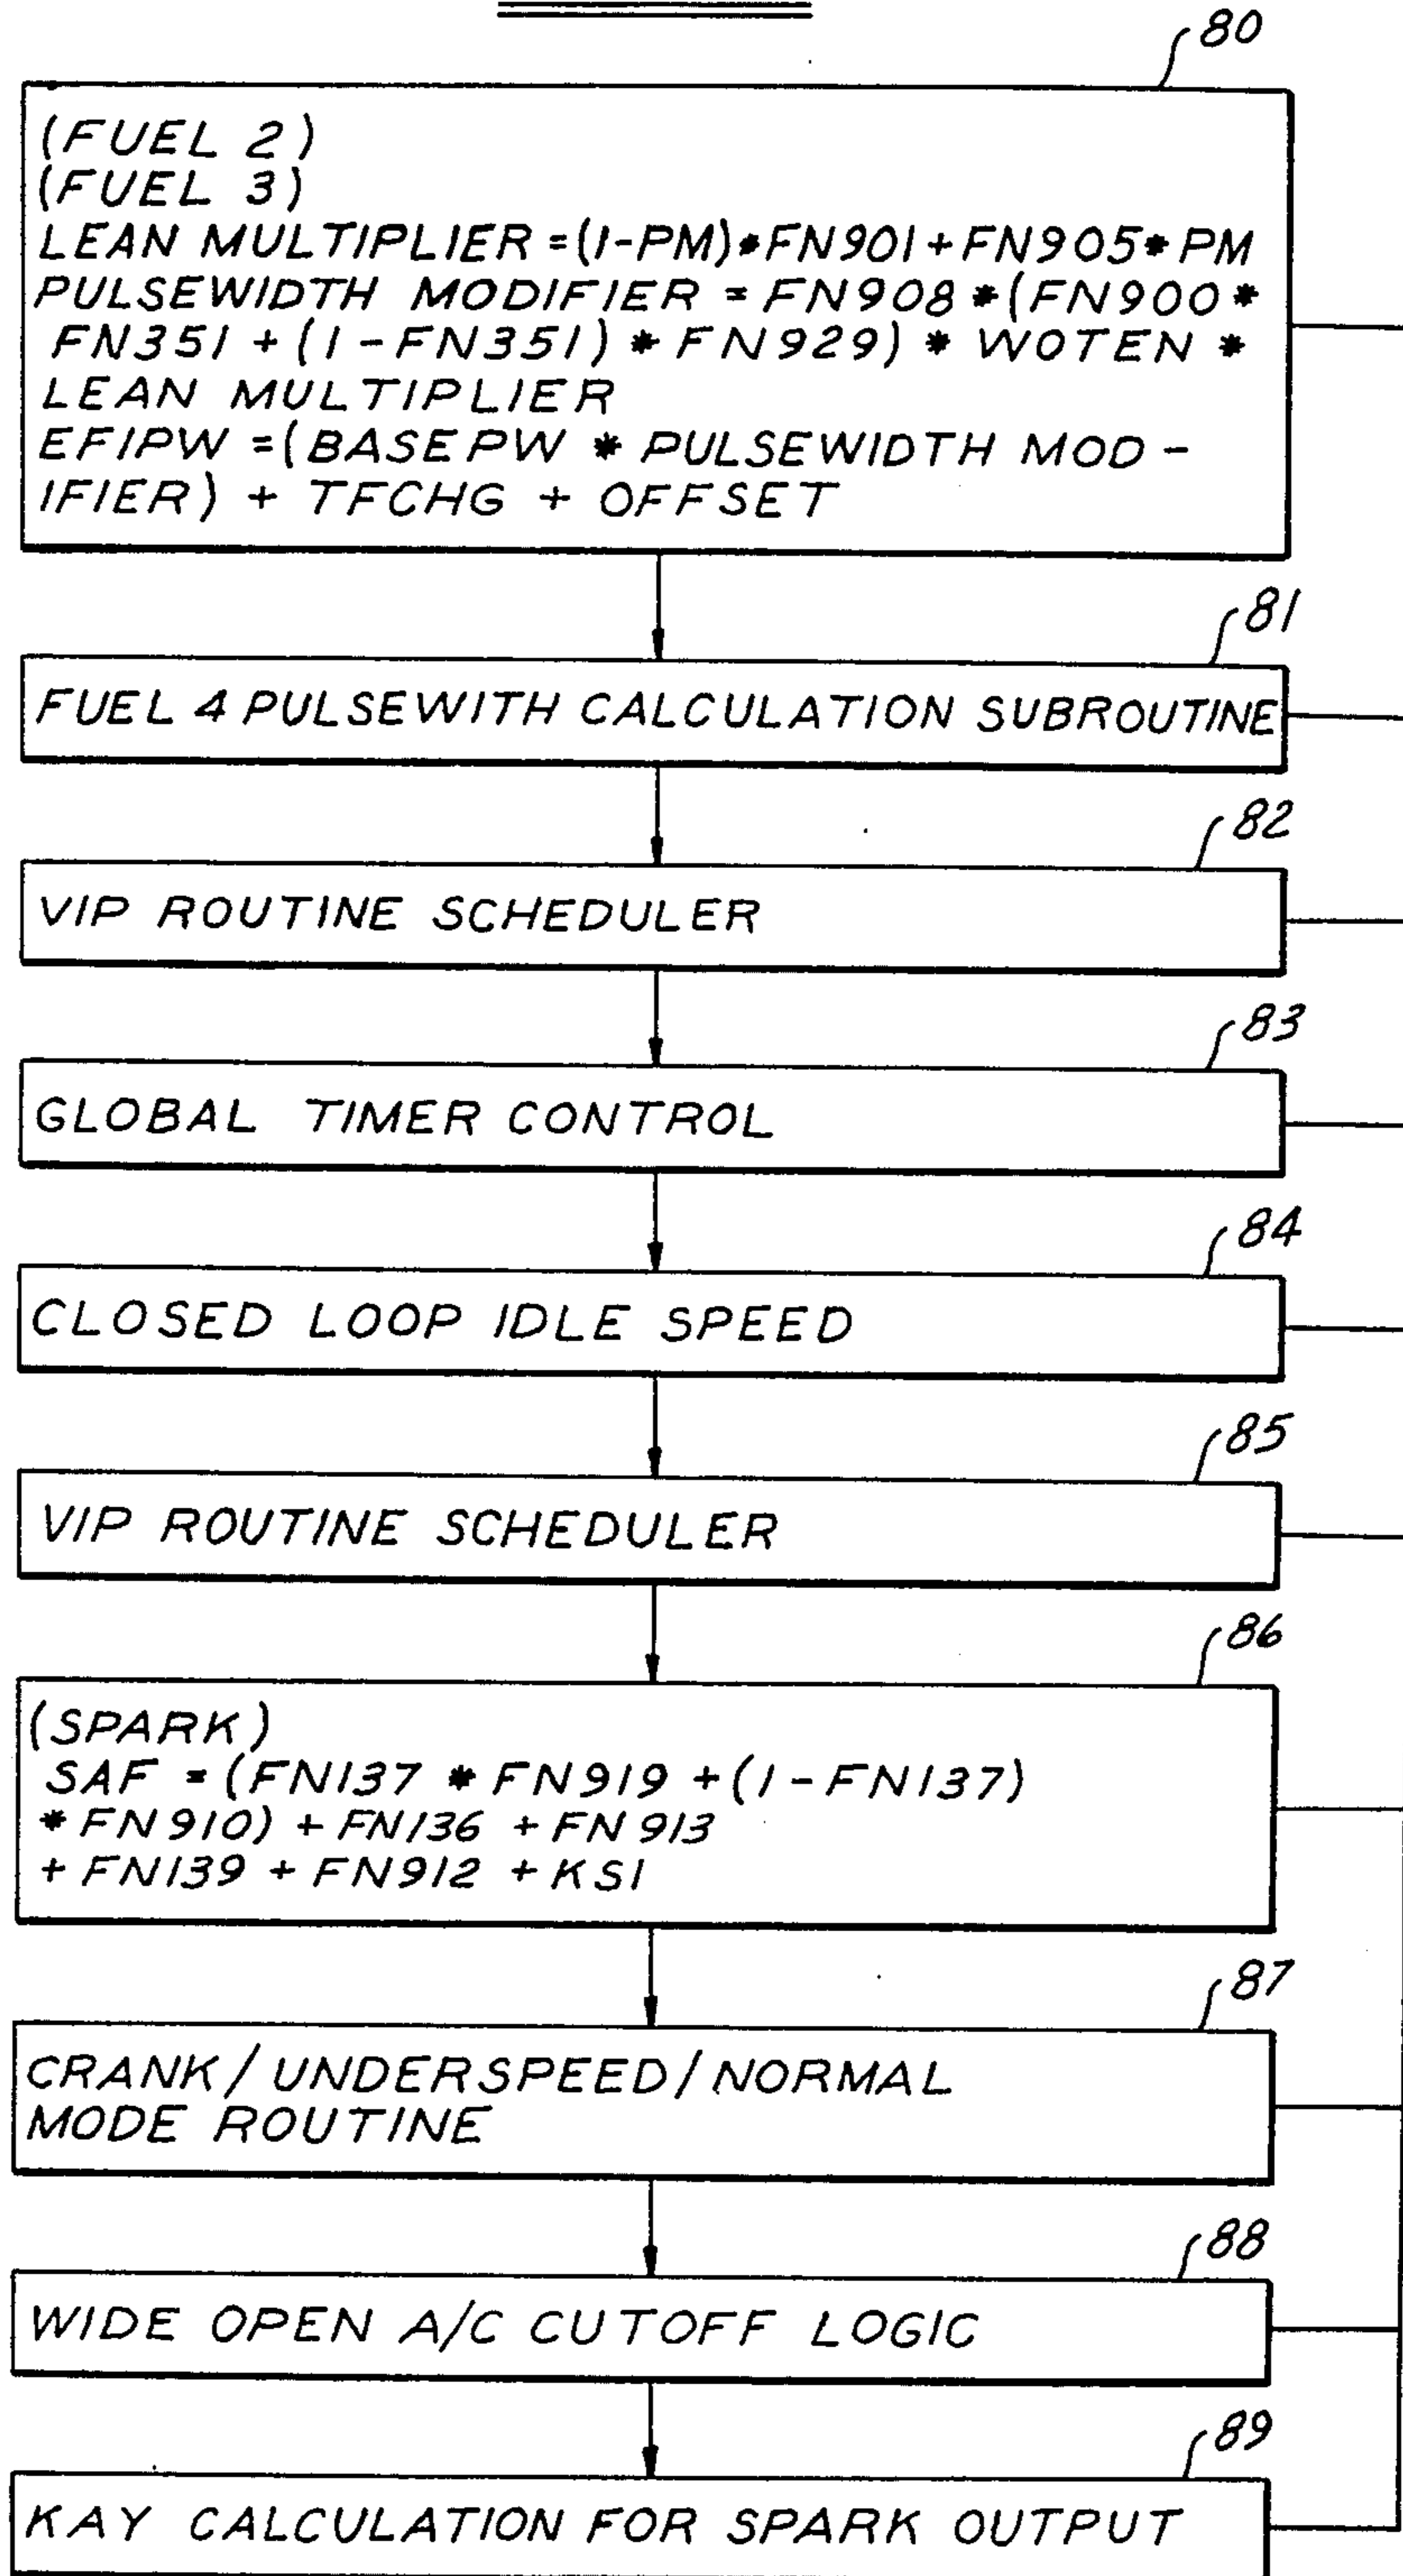 80
(FUEL 2)
(FUEL 3)
LEAN MULTIPLIER =(1-PM)*FN901+FN905*PM
PULSEWIDTH MODIFIER = FN908 *(FN900*
FN351 + (1-FN351) * FN929) * WOTEN *
LEAN MULTIPLIER
EFIPW =(BASEPW * PULSEWIDTH MOD-
IFIER) + TFCHG + OFFSET
81
FUEL 4 PULSEWITH CALCULATION SUBROUTINE
82
VIP ROUTINE SCHEDULER
83
GLOBAL TIMER CONTROL
84
CLOSED LOOP IDLE SPEED
85
VIP ROUTINE SCHEDULER
86
(SPARK)
SAF = (FN137 * FN919 +(1-FN137)
*FN910) + FN136 + FN913
+ FN139 + FN912 + KS1
87
CRANK/UNDERSPEED/NORMAL
MODE ROUTINE
88
WIDE OPEN A/C CUTOFF LOGIC
89
KAY CALCULATION FOR SPARK OUTPUT